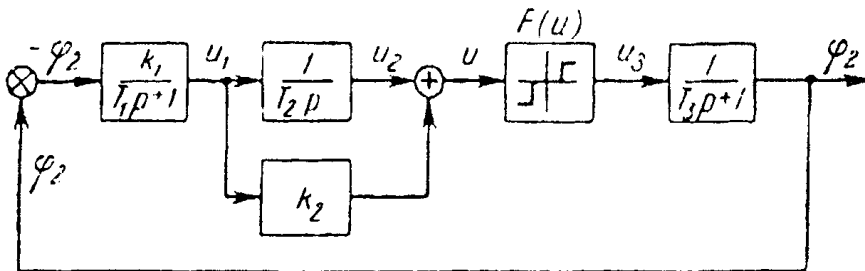 F(u)
-φ₂
k₁
T₁p+1
u₁
1
T₂p
u₂
+
u
u₃
1
T₃p+1
φ₂
φ₂
k₂